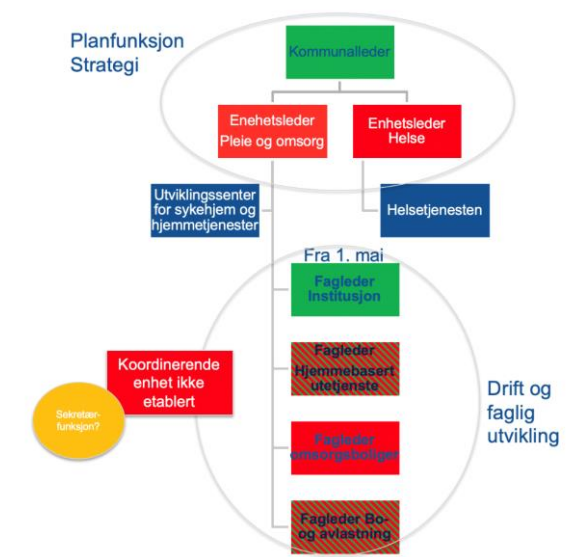 Planfunksjon
Strategi
Kommunalleder
Enehetsleder
Pleie og omsorg
Enhetsleder
Helse
Utviklingssenter
for sykehjem og
hjemmetjenester
Helsetjenesten
Fra 1. mai
Fagleder
Institusjon
Fagleder
Hjemmebasert
utetjenste
Koordinerende
enhet ikke
etablert
Sekretær-
funksjon?
Drift og
faglig
utvikling
Fagleder
omsorgsboliger
Fagleder Bo-
og avlastning